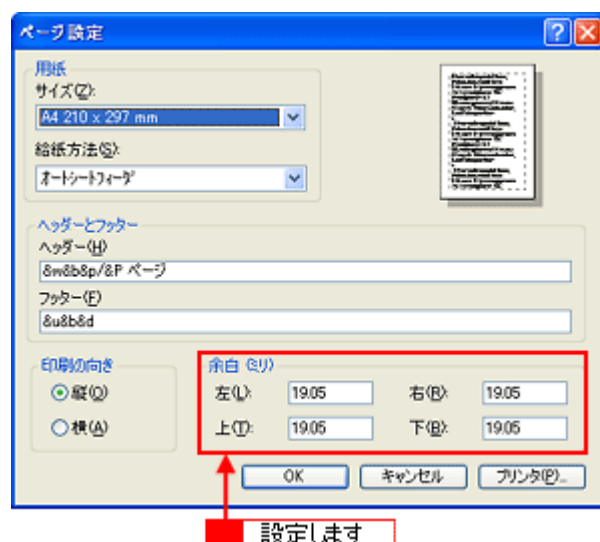 ページ設定
用紙
サイズ(Z):
A4 210 x 297 mm
給紙方法(S):
オートシートフィーダ
ヘッダーとフッター
ヘッダー(H)
&w&b&p/&P ページ
フッター(F)
&u&b&d
印刷の向き
縦(O)
横(A)
余白 (ミリ)
左(L): 19.05 右(R): 19.05
上(T): 19.05 下(B): 19.05
OK キャンセル プリンタ(P)...
設定します